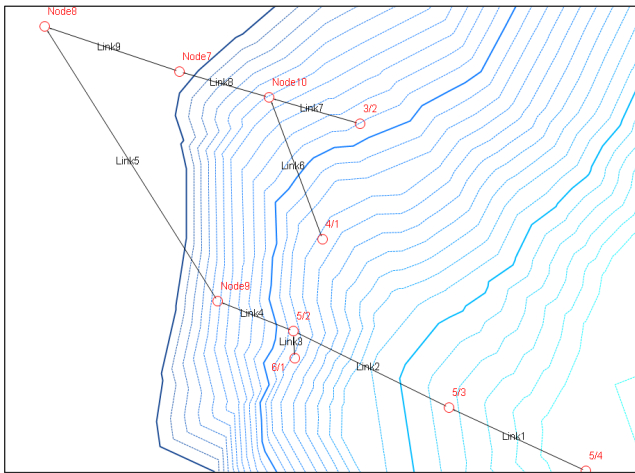 Node8
Link9
Node7
Link8
Node10
Link7
3/2
Link5
Link6
4/1
Node9
Link4
5/2
Link3
6/1
Link2
5/3
Link1
5/4